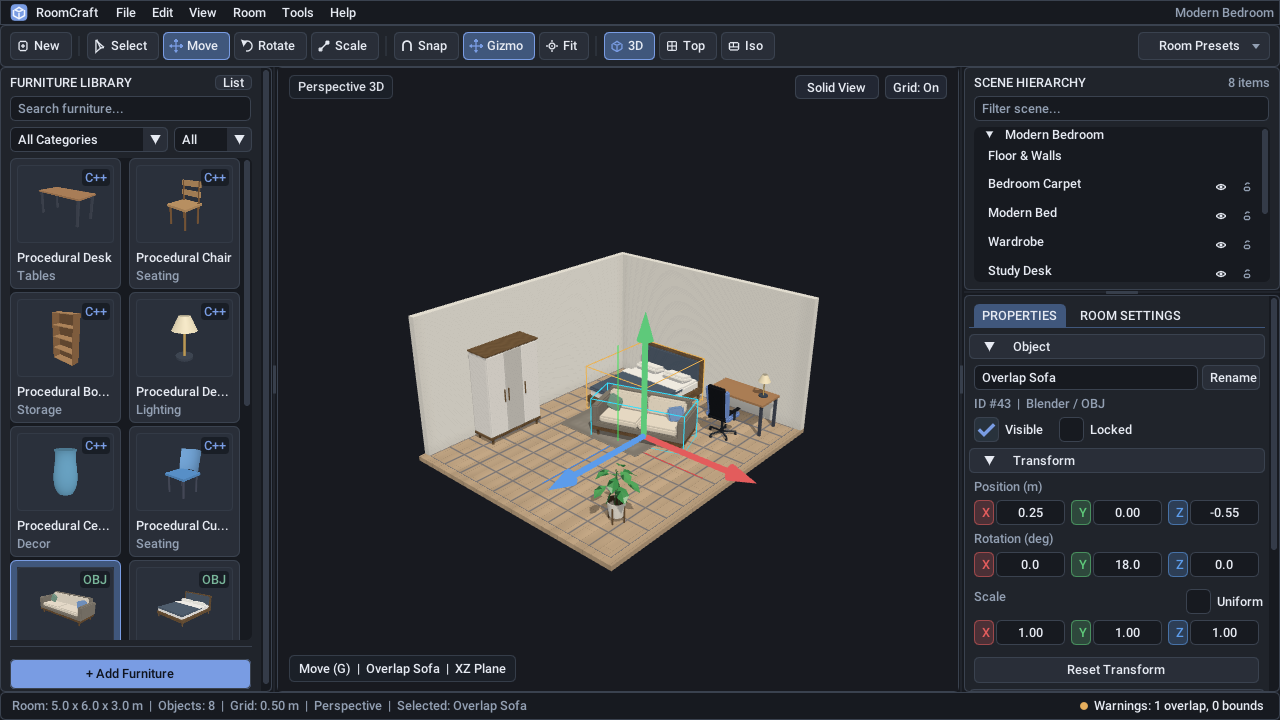 RoomCraft File Edit View Room Tools Help Modern Bedroom
New Select Move Rotate Scale Snap Gizmo Fit 3D Top Iso Room Presets
FURNITURE LIBRARY List
Search furniture...
All Categories All
C++ C++
Procedural Desk Procedural Chair
Tables Seating
C++ C++
Procedural Bo... Procedural De...
Storage Lighting
C++ C++
Procedural Ce... Procedural Cu...
Decor Seating
OBJ OBJ
+ Add Furniture
Perspective 3D Solid View Grid: On
Move (G) | Overlap Sofa | XZ Plane
SCENE HIERARCHY 8 items
Filter scene...
Modern Bedroom
Floor & Walls
Bedroom Carpet
Modern Bed
Wardrobe
Study Desk
PROPERTIES ROOM SETTINGS
Object
Overlap Sofa Rename
ID #43 | Blender / OBJ
Visible Locked
Transform
Position (m)
X 0.25 Y 0.00 Z -0.55
Rotation (deg)
X 0.0 Y 18.0 Z 0.0
Scale Uniform
X 1.00 Y 1.00 Z 1.00
Reset Transform
Room: 5.0 x 6.0 x 3.0 m | Objects: 8 | Grid: 0.50 m | Perspective | Selected: Overlap Sofa Warnings: 1 overlap, 0 bounds